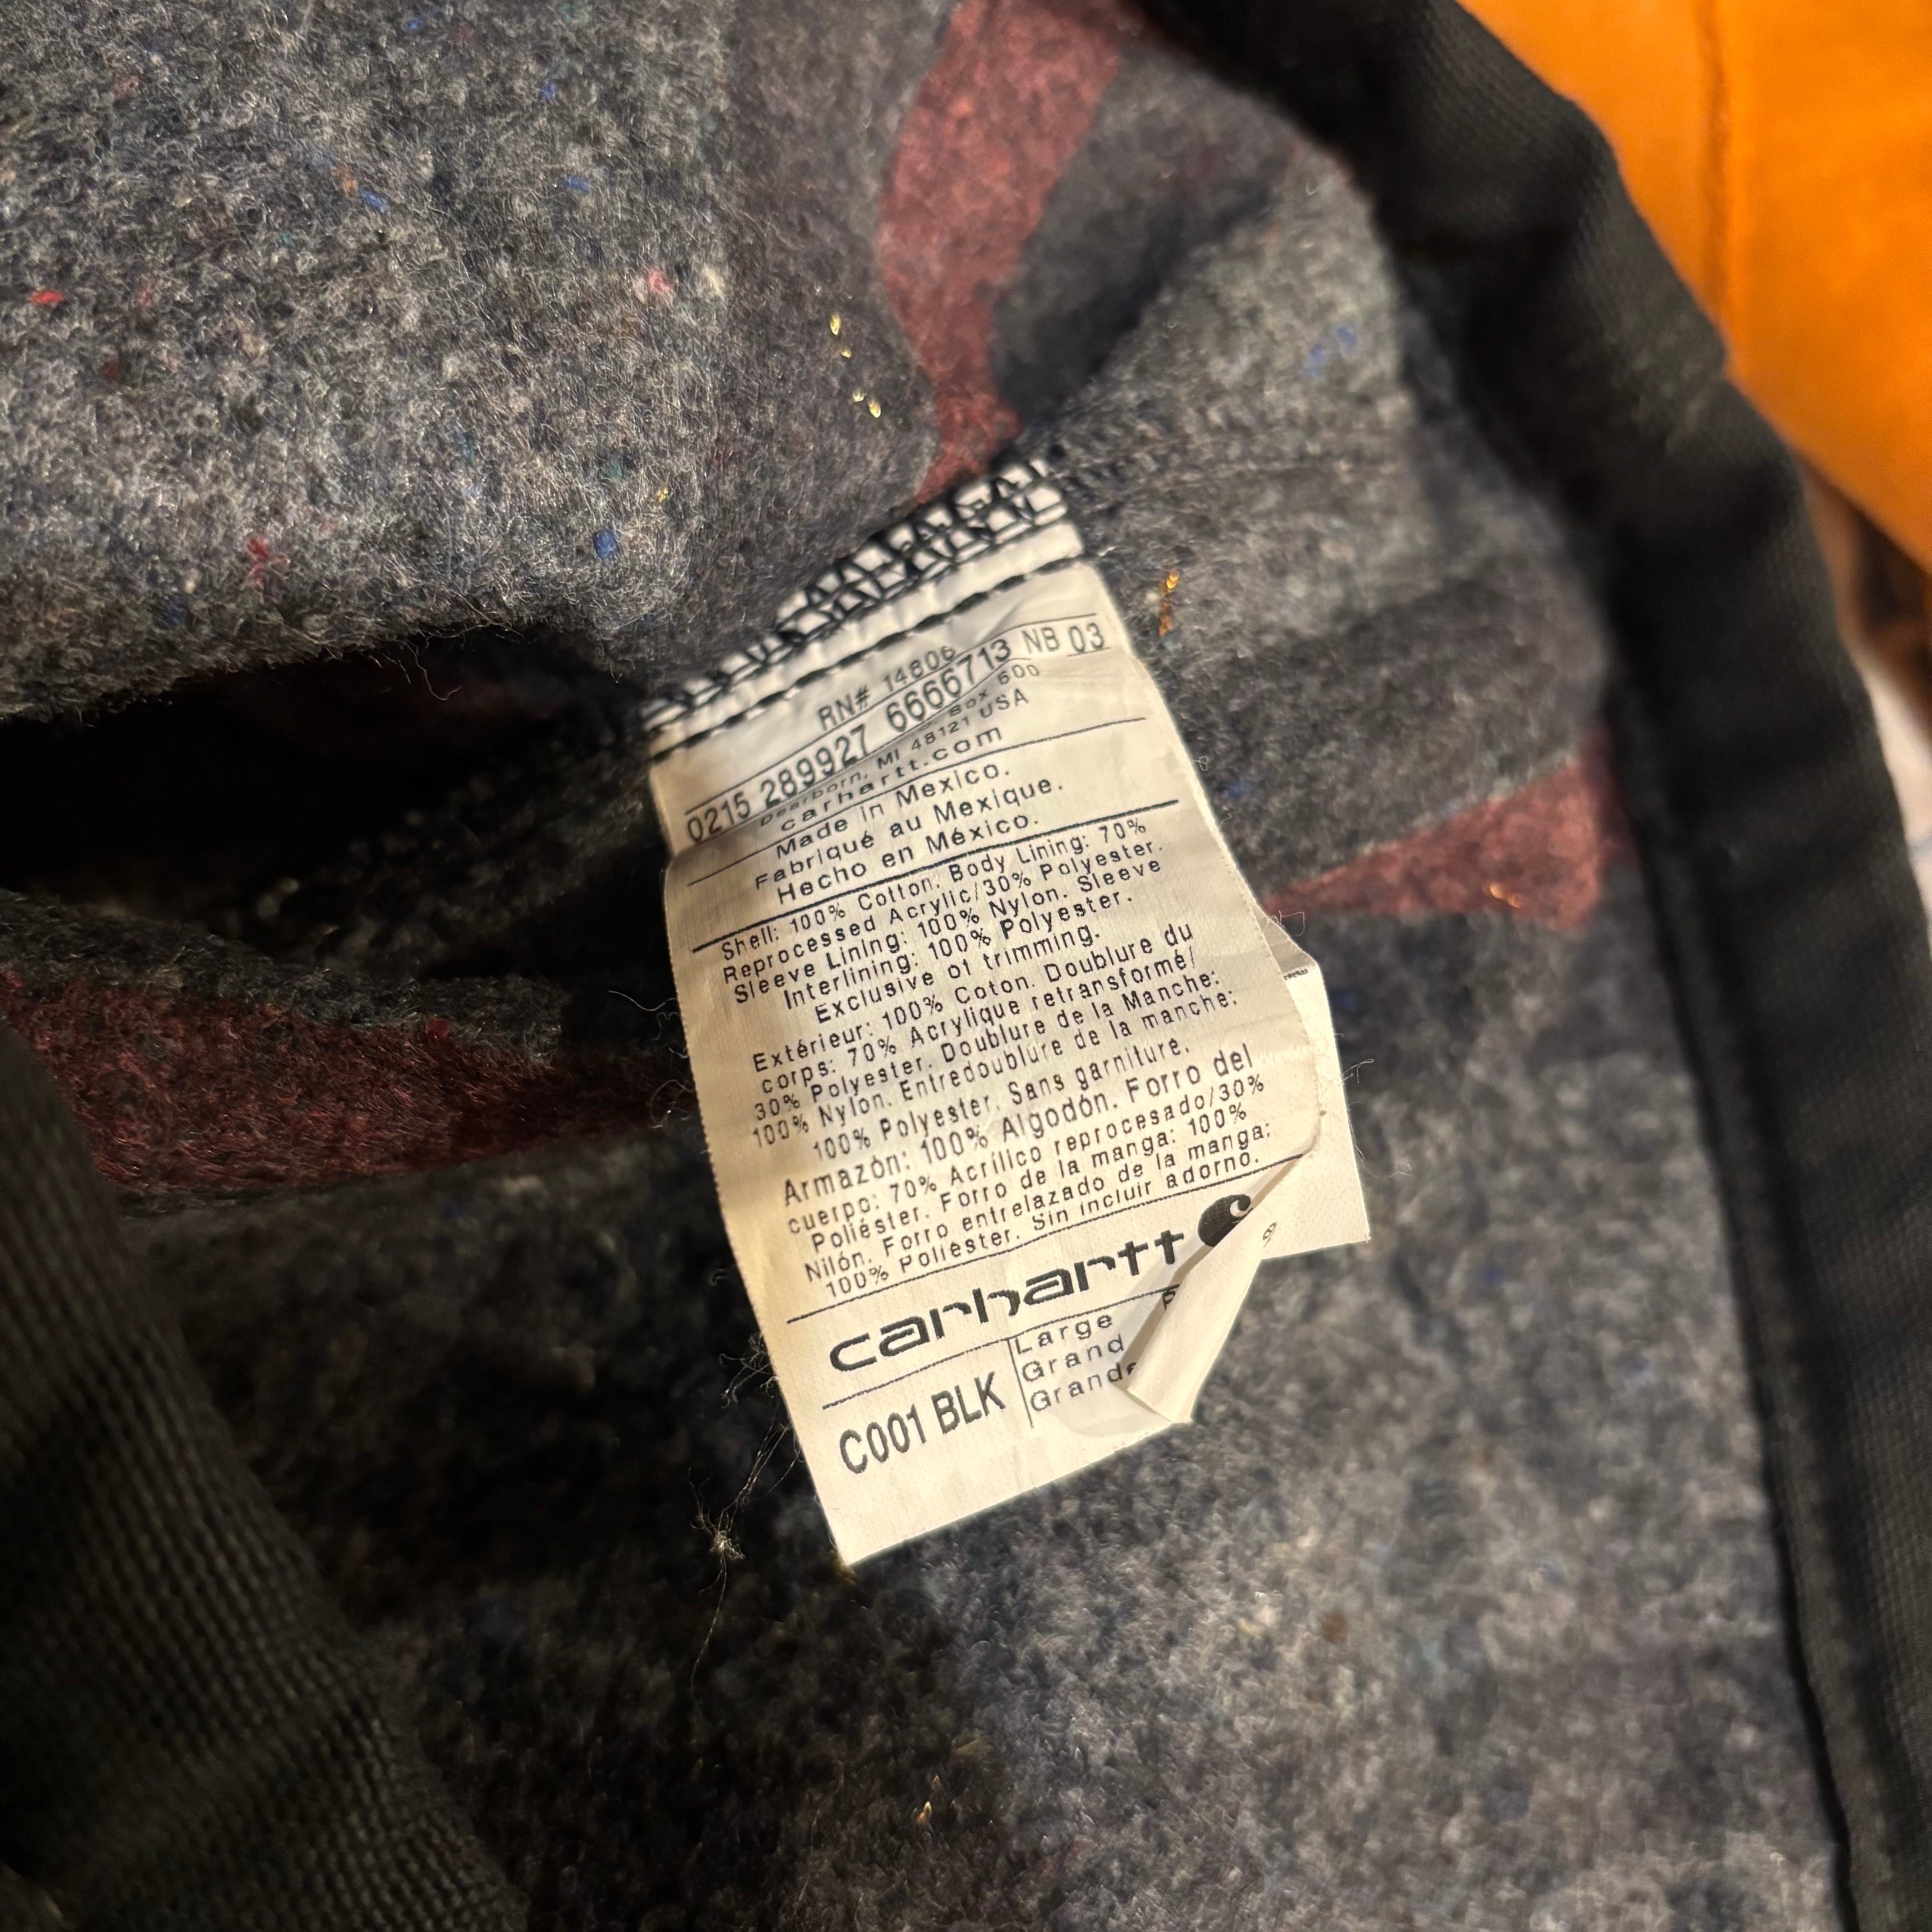 RN# 14806
0215 289927 6666713 NB 03
Box 600
Dearborn, MI 48121 USA
carhartt.com
Made in Mexico.
Fabriqué au Mexique.
Hecho en México.
Shell: 100% Cotton. Body Lining: 70%
Reprocessed Acrylic/30% Polyester.
Sleeve Lining: 100% Nylon. Sleeve
Interlining: 100% Polyester.
Exclusive of trimming.
Extérieur: 100% Coton. Doublure du
corps: 70% Acrylique retransformé/
30% Polyester. Doublure de la Manche:
100% Nylon. Entredoublure de la manche:
100% Polyester. Sans garniture.
Armazón: 100% Algodón. Forro del
cuerpo: 70% Acrílico reprocesado/30%
Poliéster. Forro de la manga: 100%
Nilón. Forro entrelazado de la manga:
100% Poliéster. Sin incluir adorno.
carhartt
C001 BLK
Large
Grand
Grande